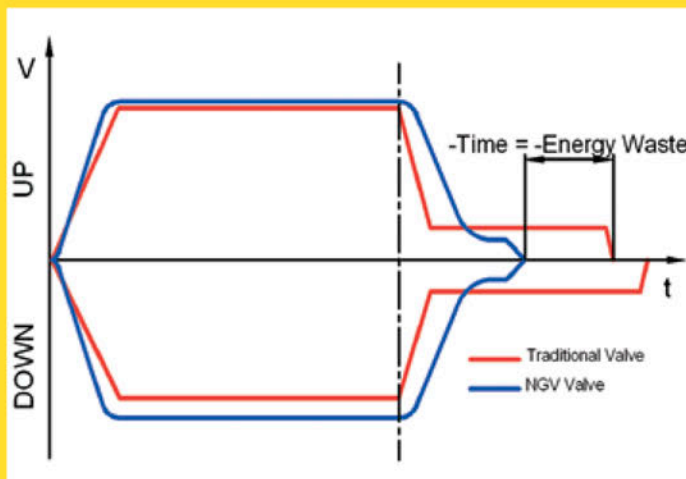 V
UP
-Time = -Energy Waste
t
DOWN
Traditional Valve
NGV Valve